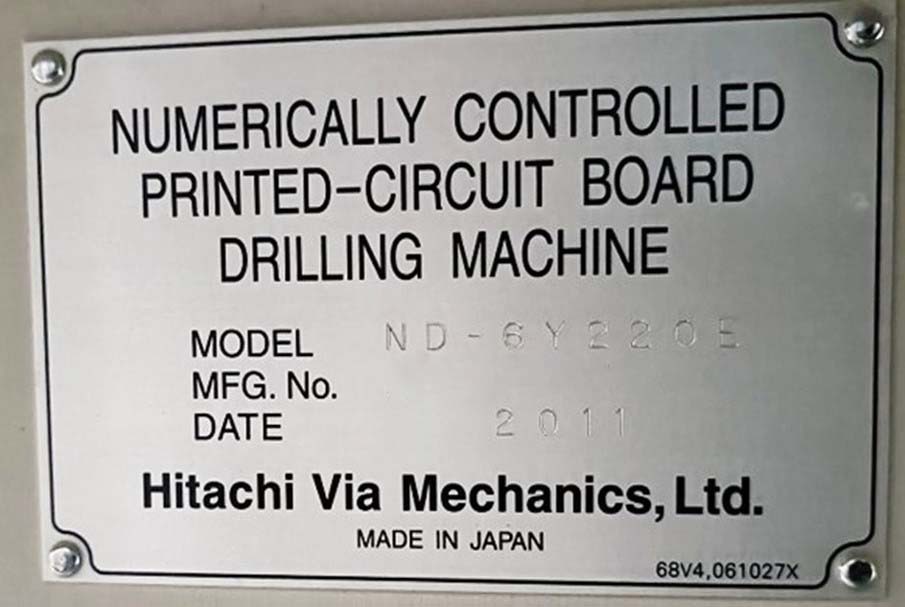 NUMERICALLY CONTROLLED
PRINTED-CIRCUIT BOARD
DRILLING MACHINE
MODEL ND-6Y220E
MFG. No.
DATE 2011
Hitachi Via Mechanics, Ltd.
MADE IN JAPAN
68V4,061027X